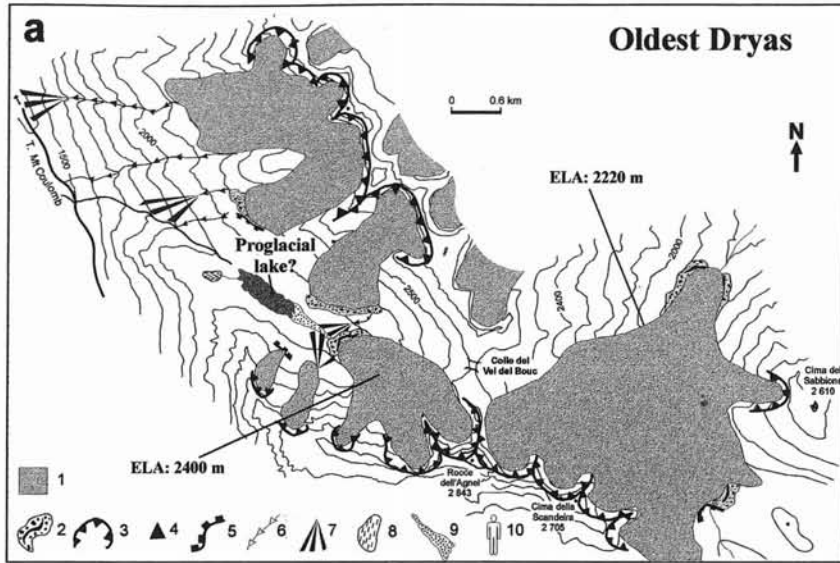 a
Oldest Dryas
0 0.6 km
N
2000
1500
T. Mt Coulomb
ELA: 2220 m
Proglacial
lake?
2000
2500
2400
Colle del
Vei del Bouc
Cima del
Sabbione
2 610
ELA: 2400 m
Rocce
dell'Agnel
2 843
Cima della
Scandeira
2 705
1
2 3 4 5 6 7 8 9 10